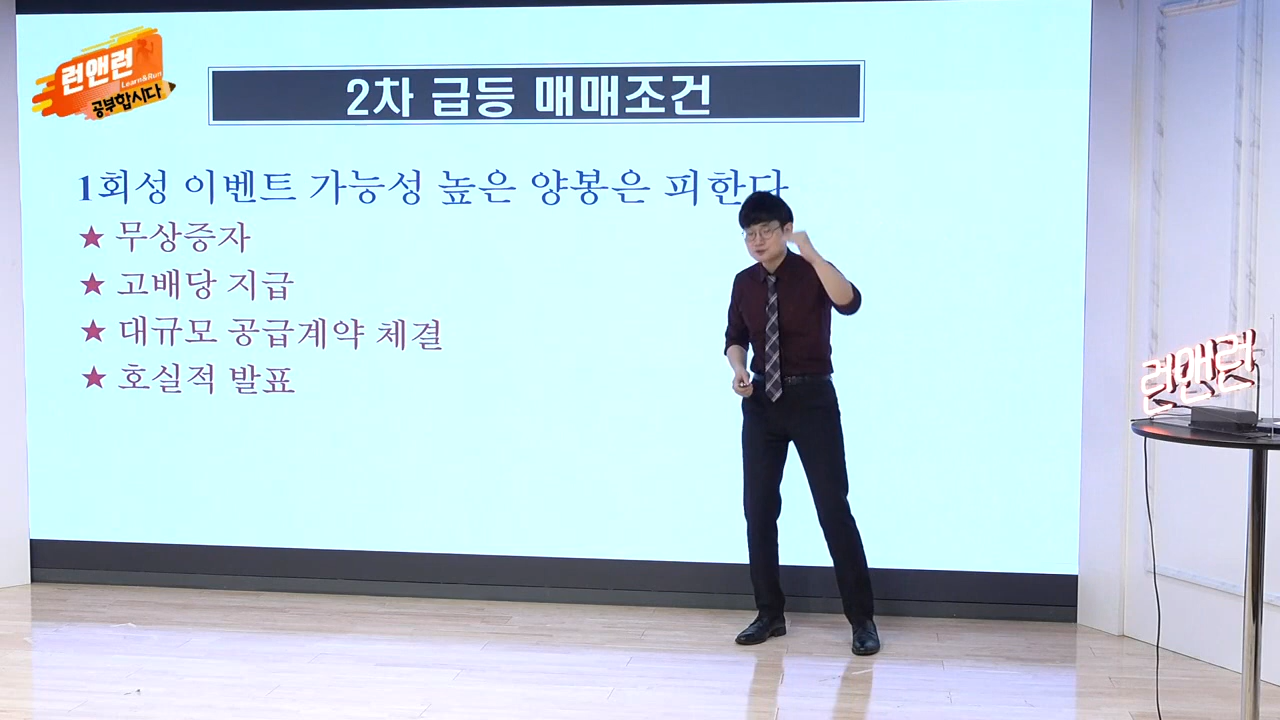 런앤런
Learn&Run
공부합시다
2차 급등 매매조건
1회성 이벤트 가능성 높은 양봉은 피한다
★ 무상증자
★ 고배당 지급
★ 대규모 공급계약 체결
★ 호실적 발표
런앤런